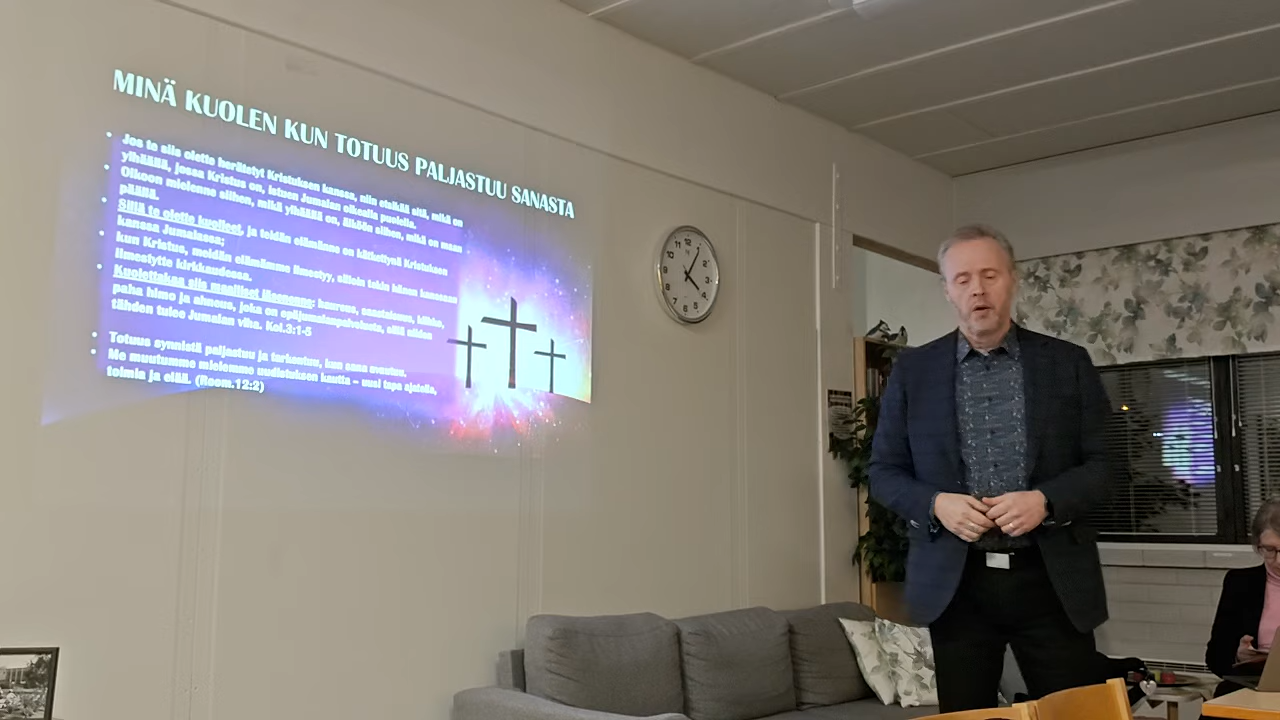 MINÄ KUOLEN KUN TOTUUS PALJASTUU SANASTA
• Jos te siis olette herätetyt Kristuksen kanssa, niin etsikää sitä, mikä on
ylhäällä, jossa Kristus on, istuen Jumalan oikealla puolella.
• Olkoon mielenne siihen, mikä ylhäällä on, älköön siihen, mikä on maan
päällä.
• Sillä te olette kuolleet, ja teidän elämänne on kätkettynä Kristuksen
kanssa Jumalassa;
• kun Kristus, meidän elämämme ilmestyy, silloin tekin hänen kanssaan
ilmestytte kirkkaudessa.
• Kuolettakaa siis maalliset jäsenenne: haureus, saastaisuus, kiihko,
paha himo ja ahneus, joka on epäjumalanpalvelusta, sillä niiden
tähden tulee Jumalan viha. Kol.3:1-5
• Totuus synnistä paljastuu ja tarkentuu, kun sana avautuu.
• Me muutumme mielemme uudistuksen kautta – uusi tapa ajatella,
toimia ja elää. (Room.12:2)